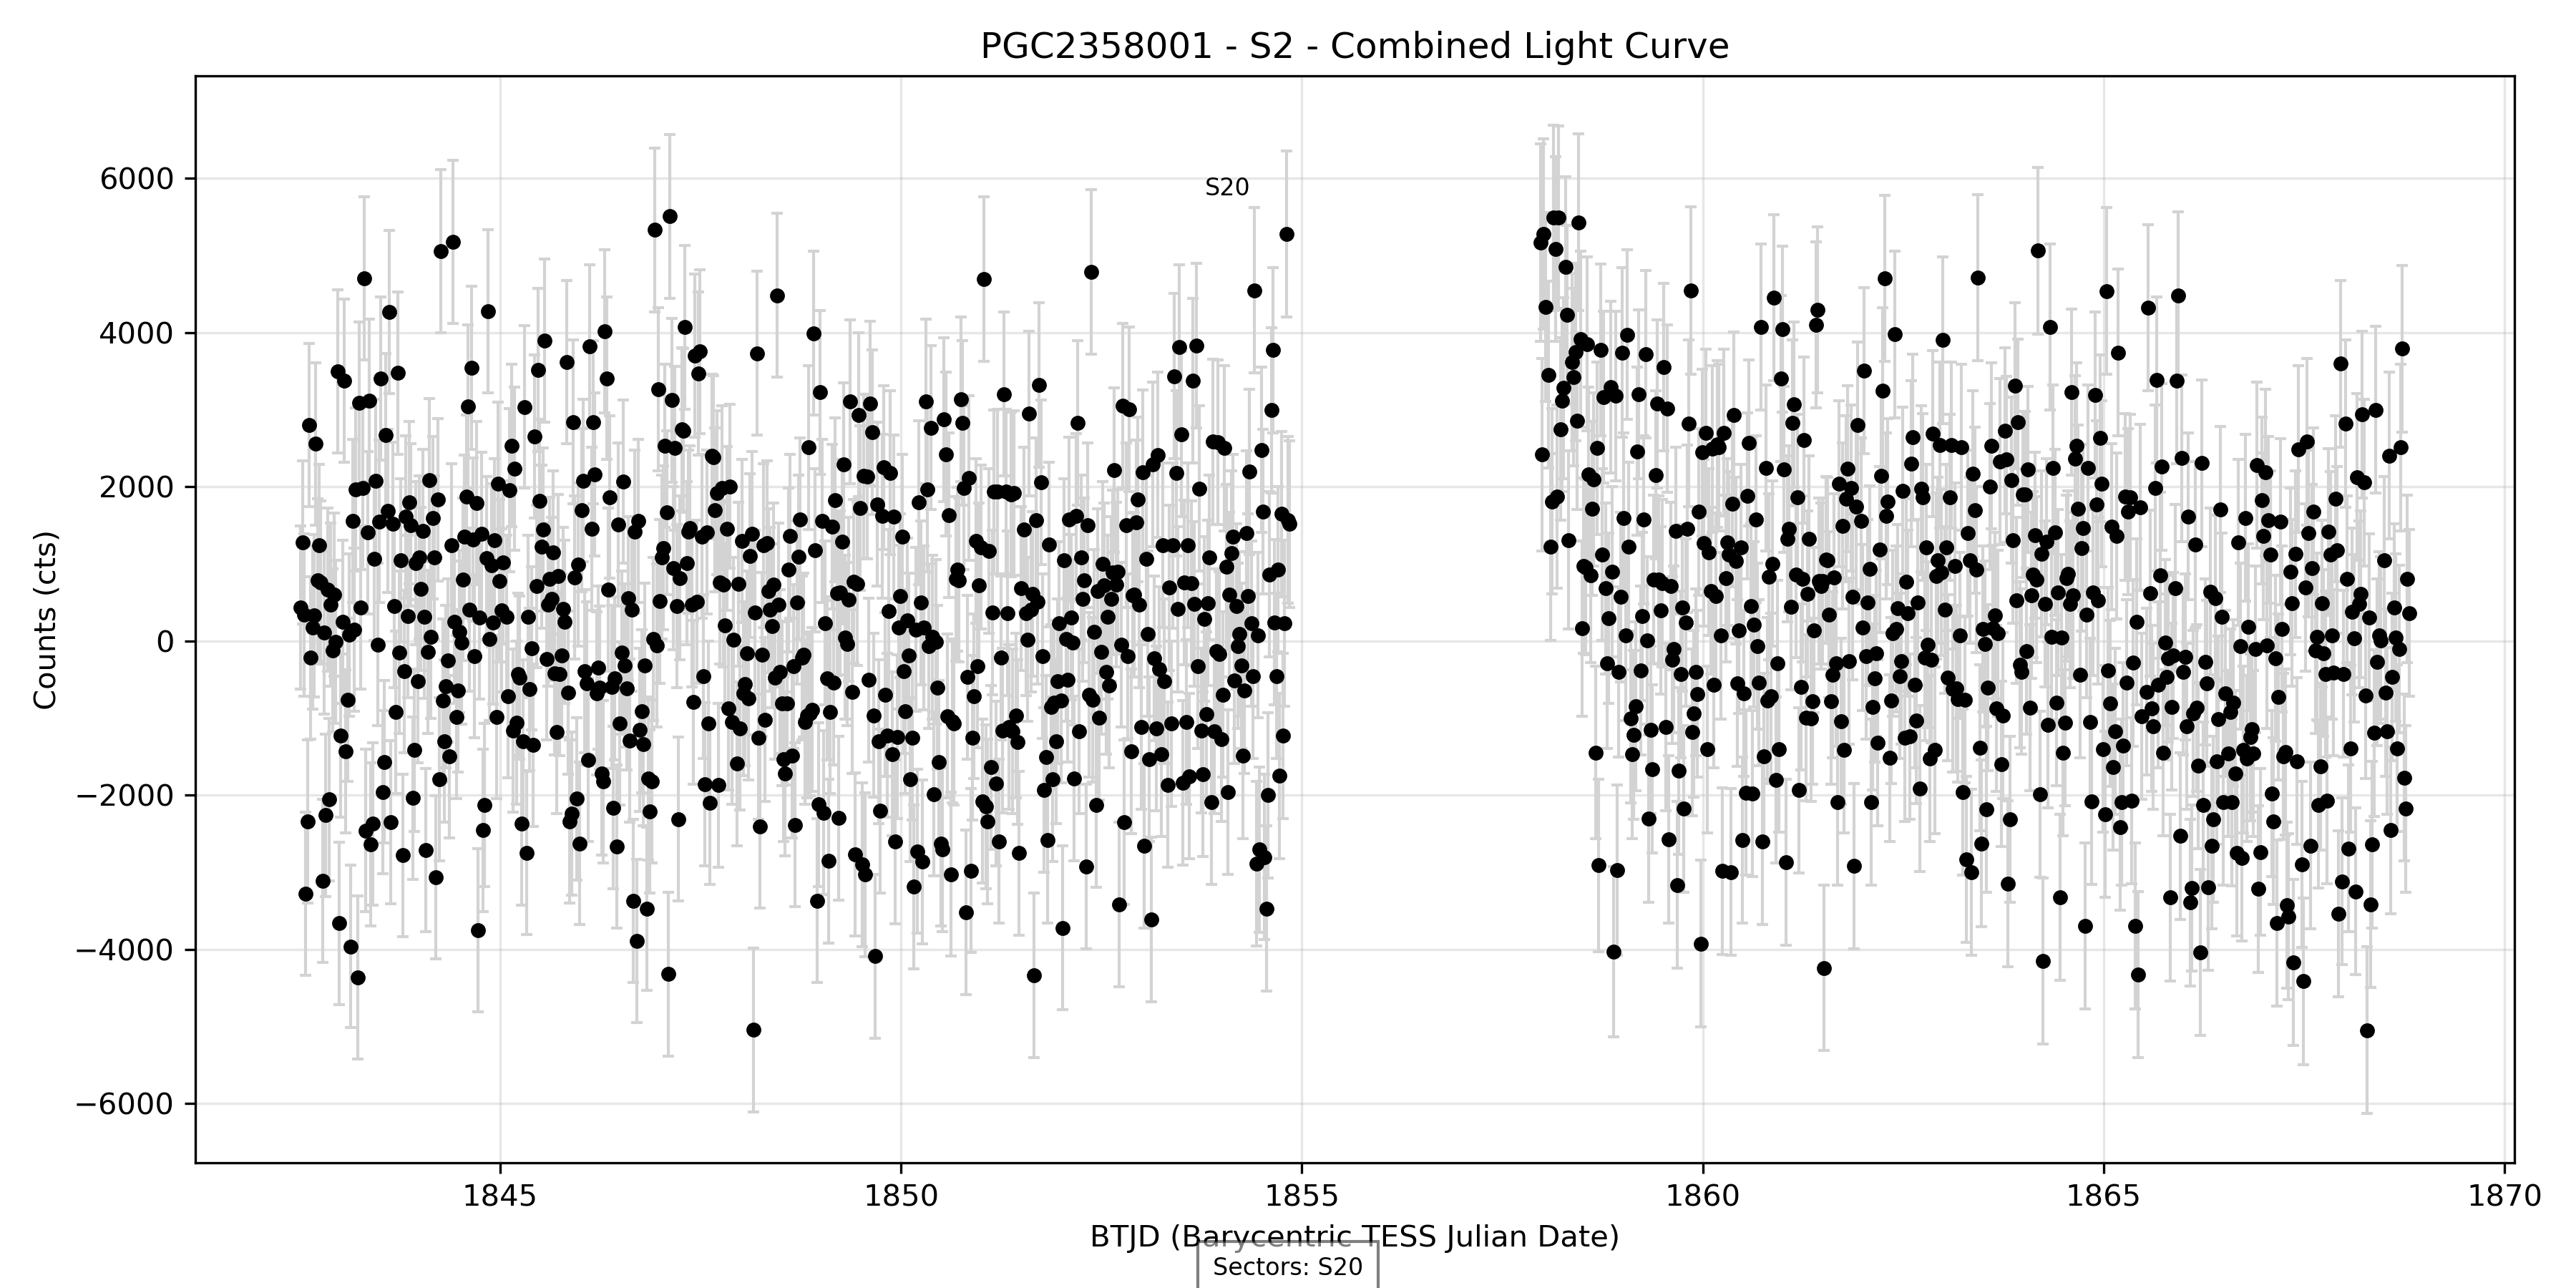 PGC2358001 - S2 - Combined Light Curve
6000
4000
2000
0
−2000
−4000
−6000
Counts (cts)
S20
1845
1850
1855
1860
1865
1870
BTJD (Barycentric TESS Julian Date)
Sectors: S20